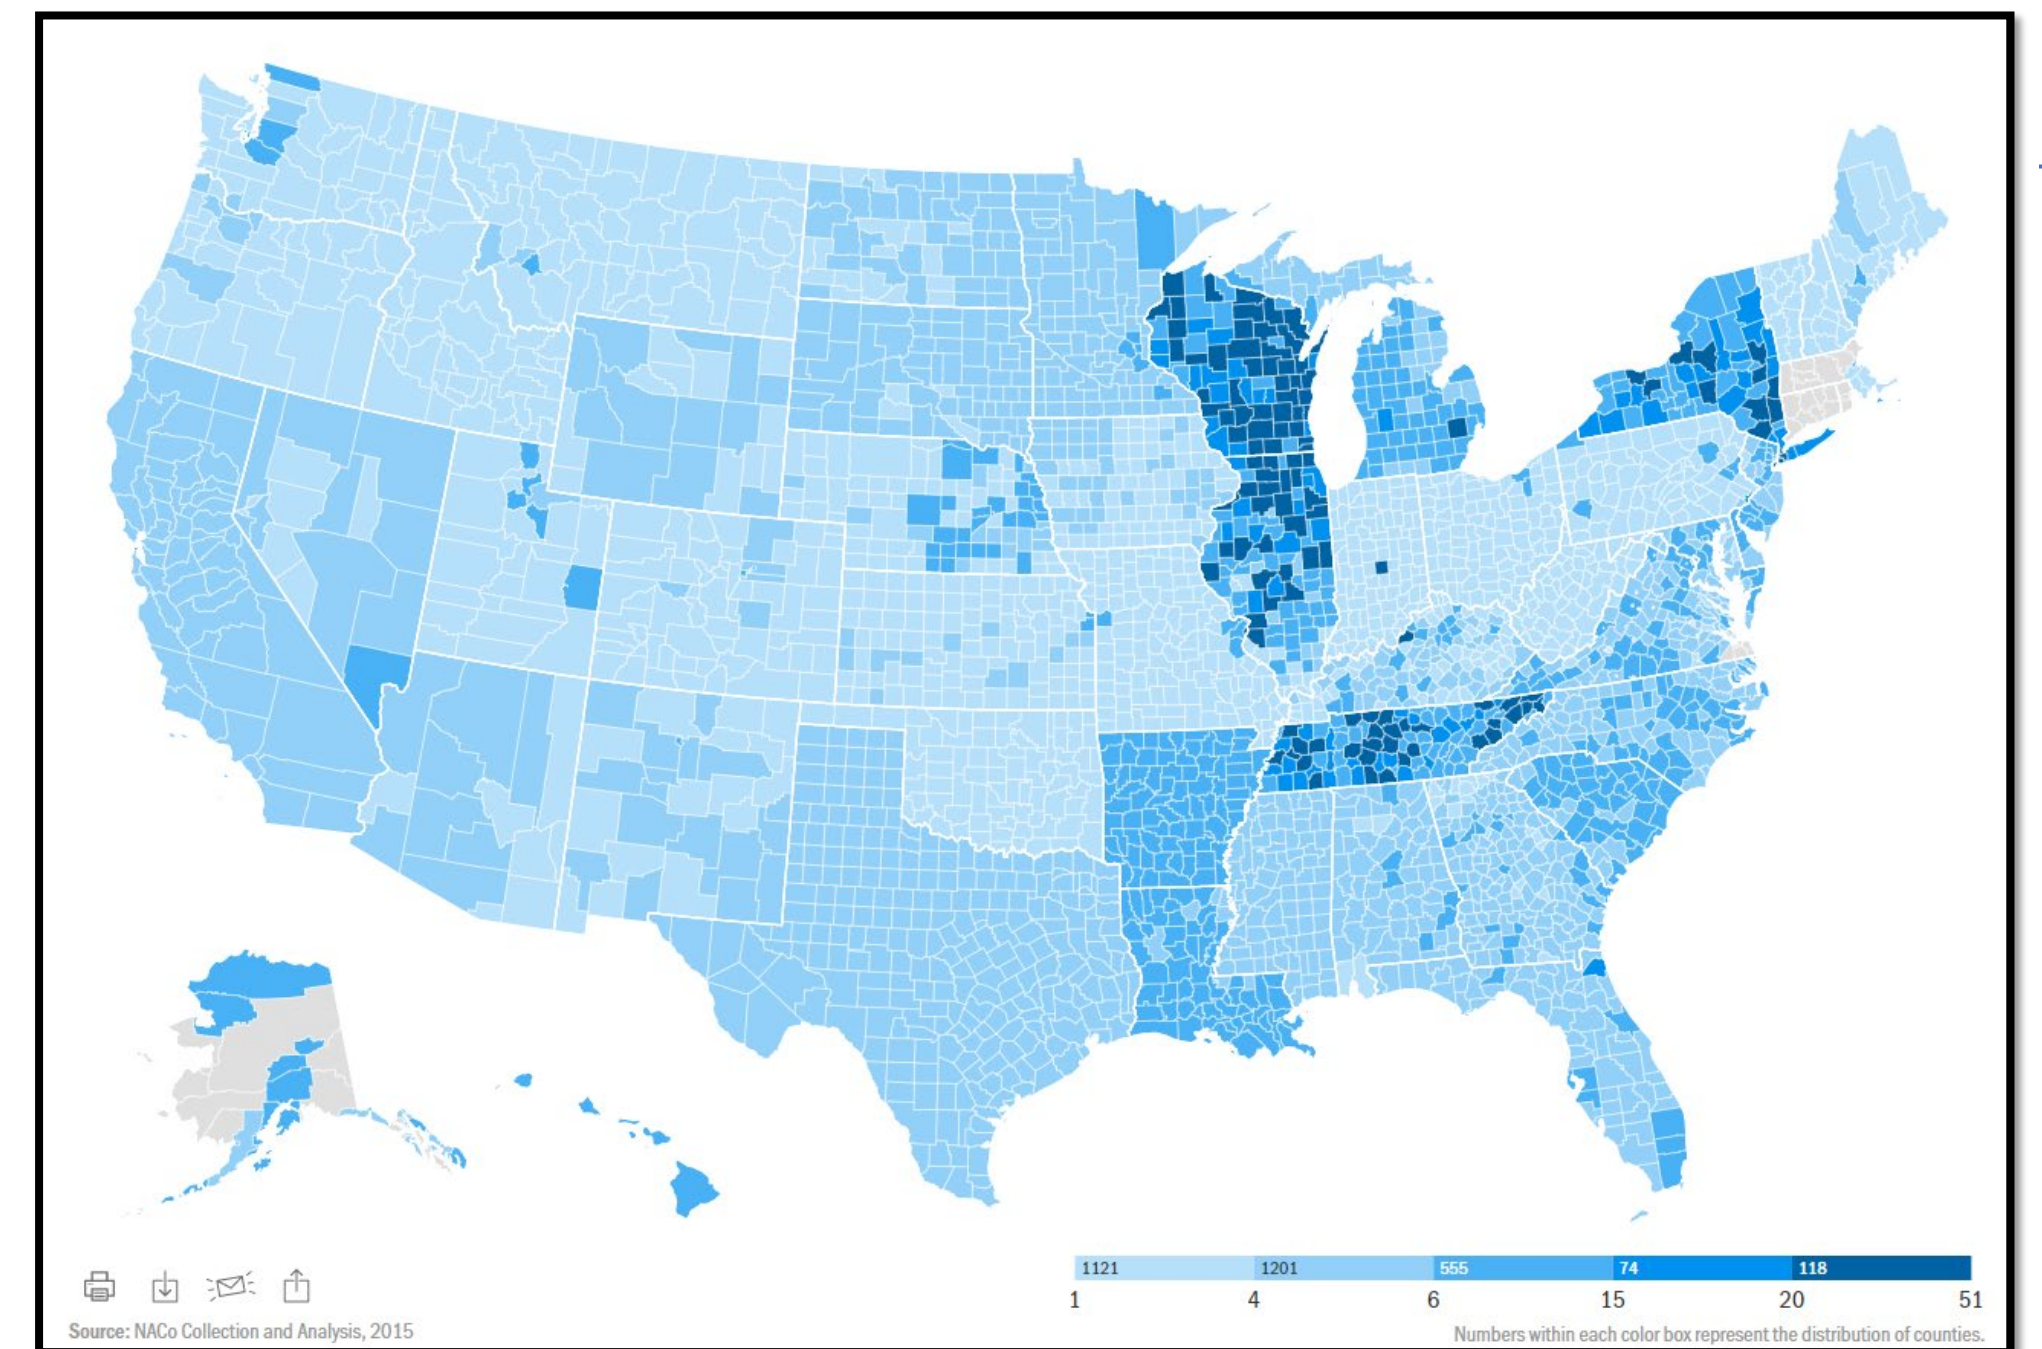 1121 1201 555 74 118
1 4 6 15 20 51
Source: NACo Collection and Analysis, 2015
Numbers within each color box represent the distribution of counties.